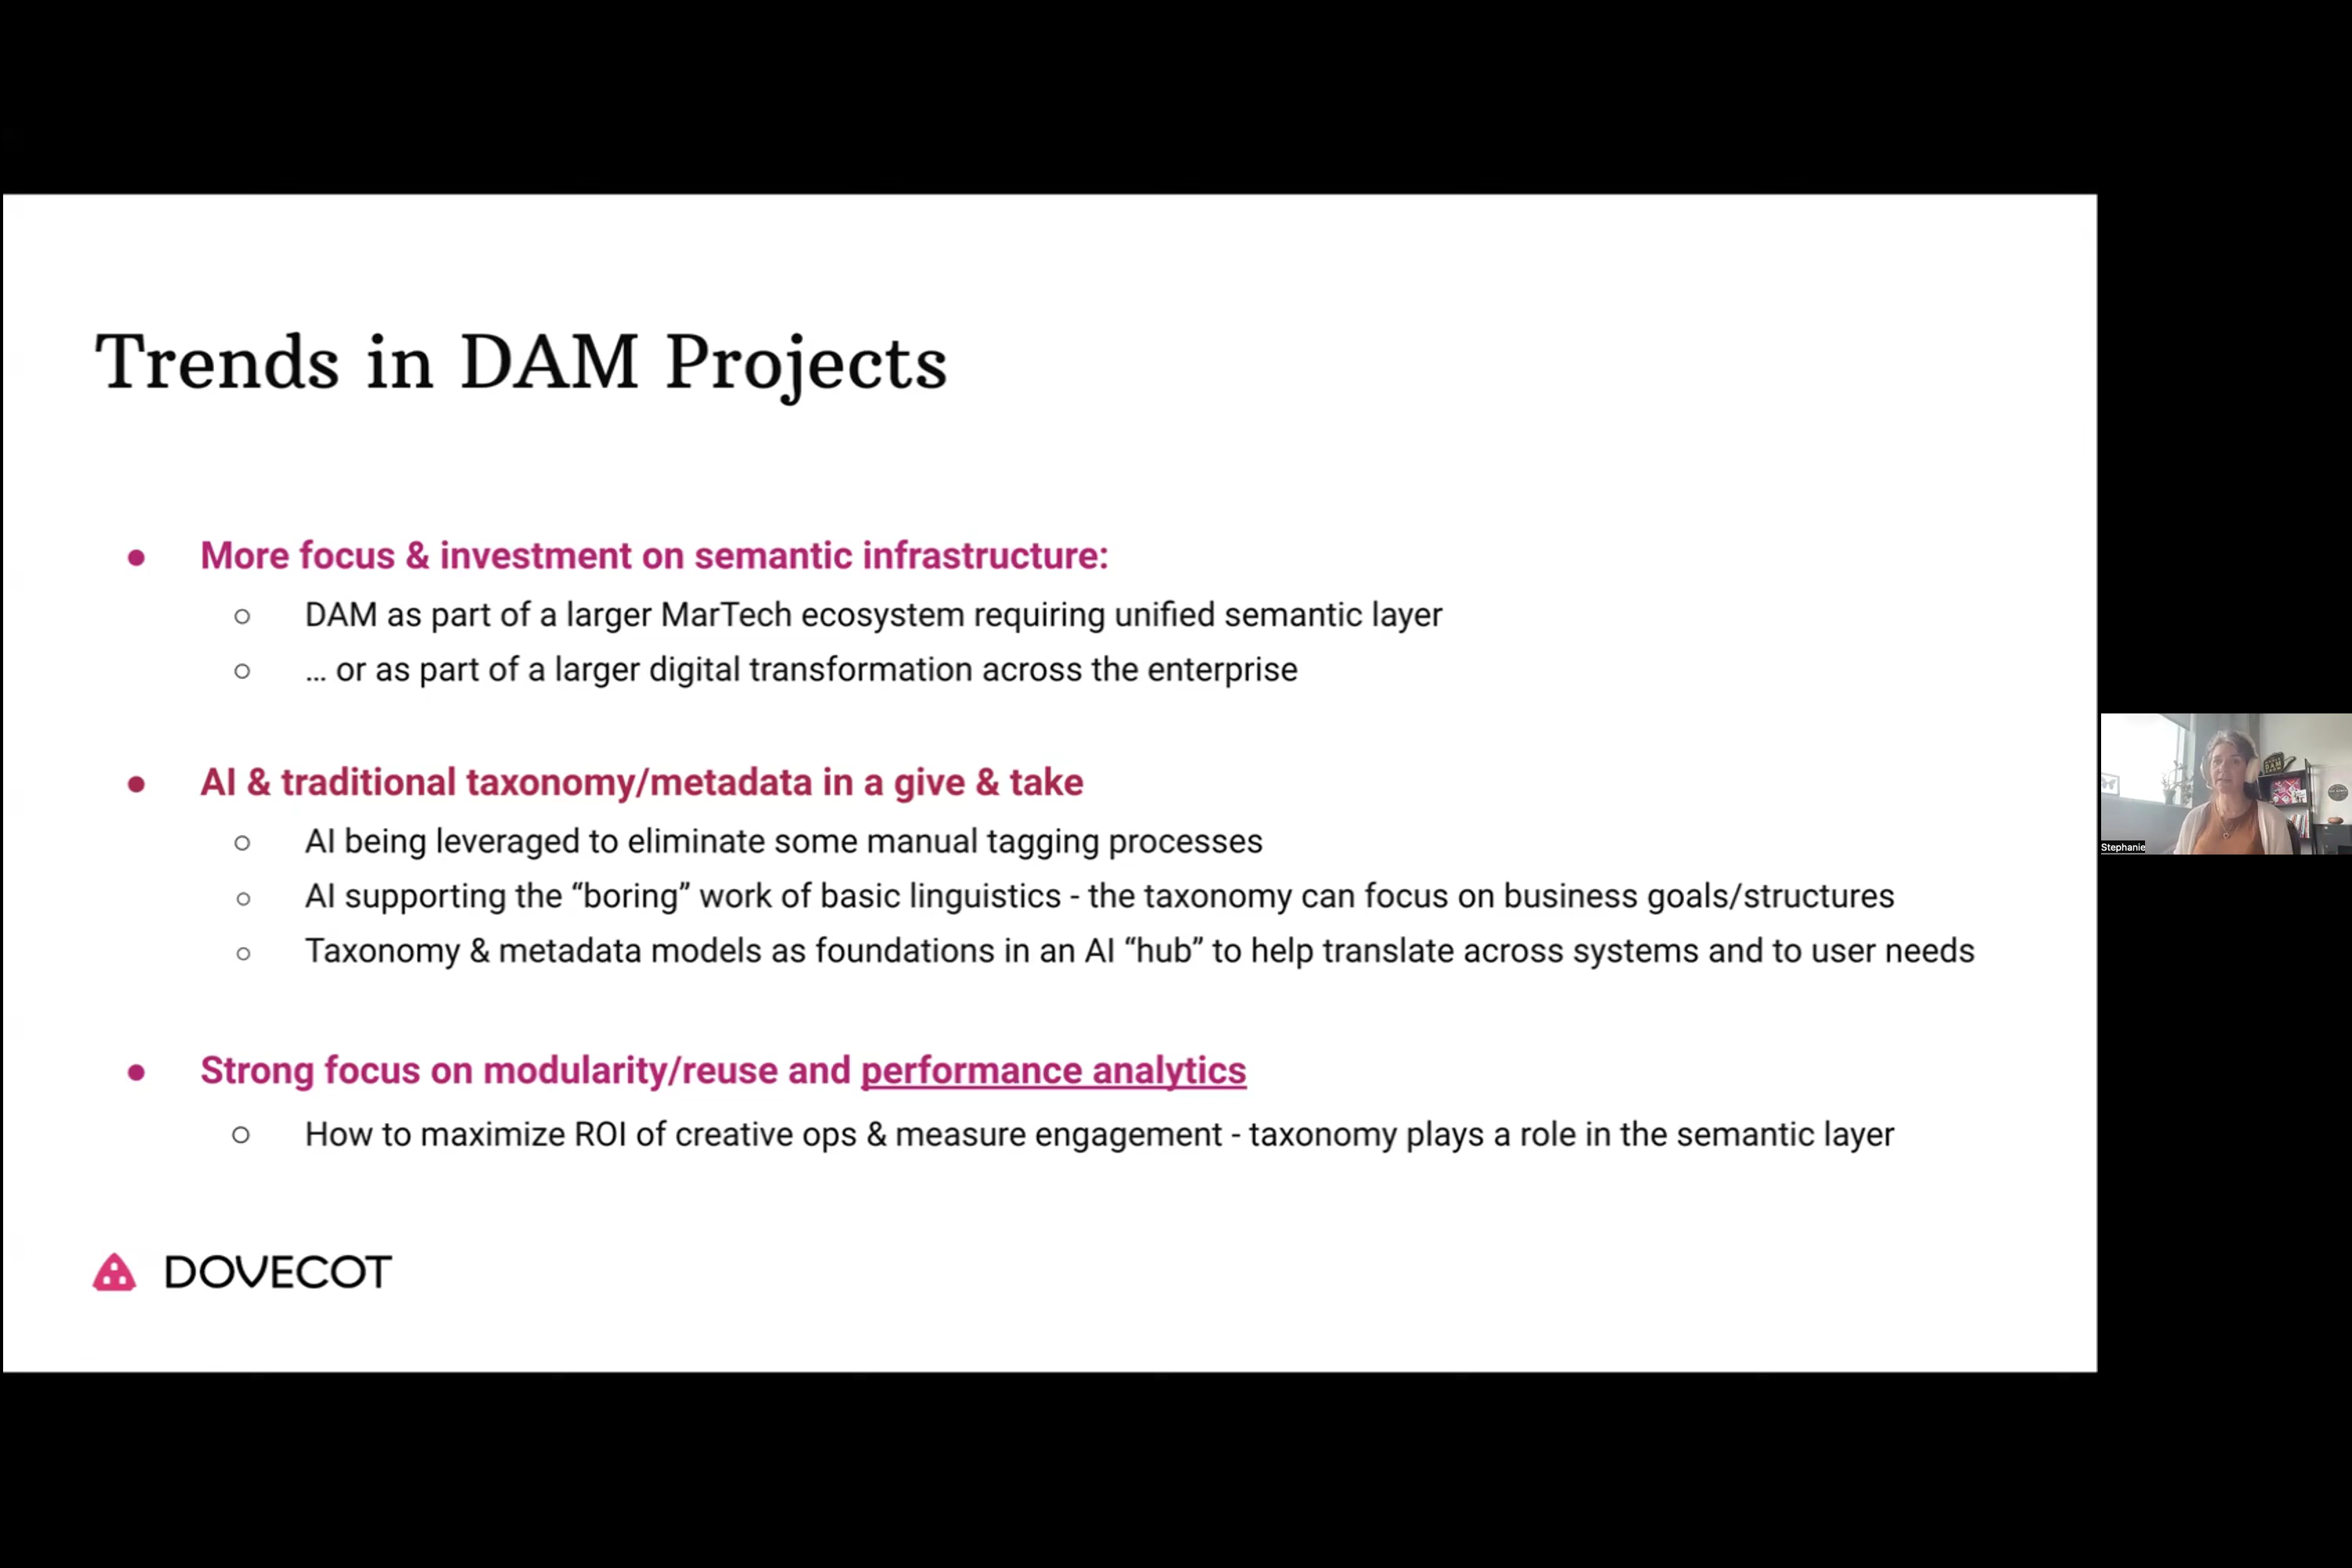 Trends in DAM Projects
● More focus & investment on semantic infrastructure:
○ DAM as part of a larger MarTech ecosystem requiring unified semantic layer
○ … or as part of a larger digital transformation across the enterprise
● AI & traditional taxonomy/metadata in a give & take
○ AI being leveraged to eliminate some manual tagging processes
○ AI supporting the “boring” work of basic linguistics - the taxonomy can focus on business goals/structures
○ Taxonomy & metadata models as foundations in an AI “hub” to help translate across systems and to user needs
● Strong focus on modularity/reuse and performance analytics
○ How to maximize ROI of creative ops & measure engagement - taxonomy plays a role in the semantic layer
DOVECOT
Stephanie